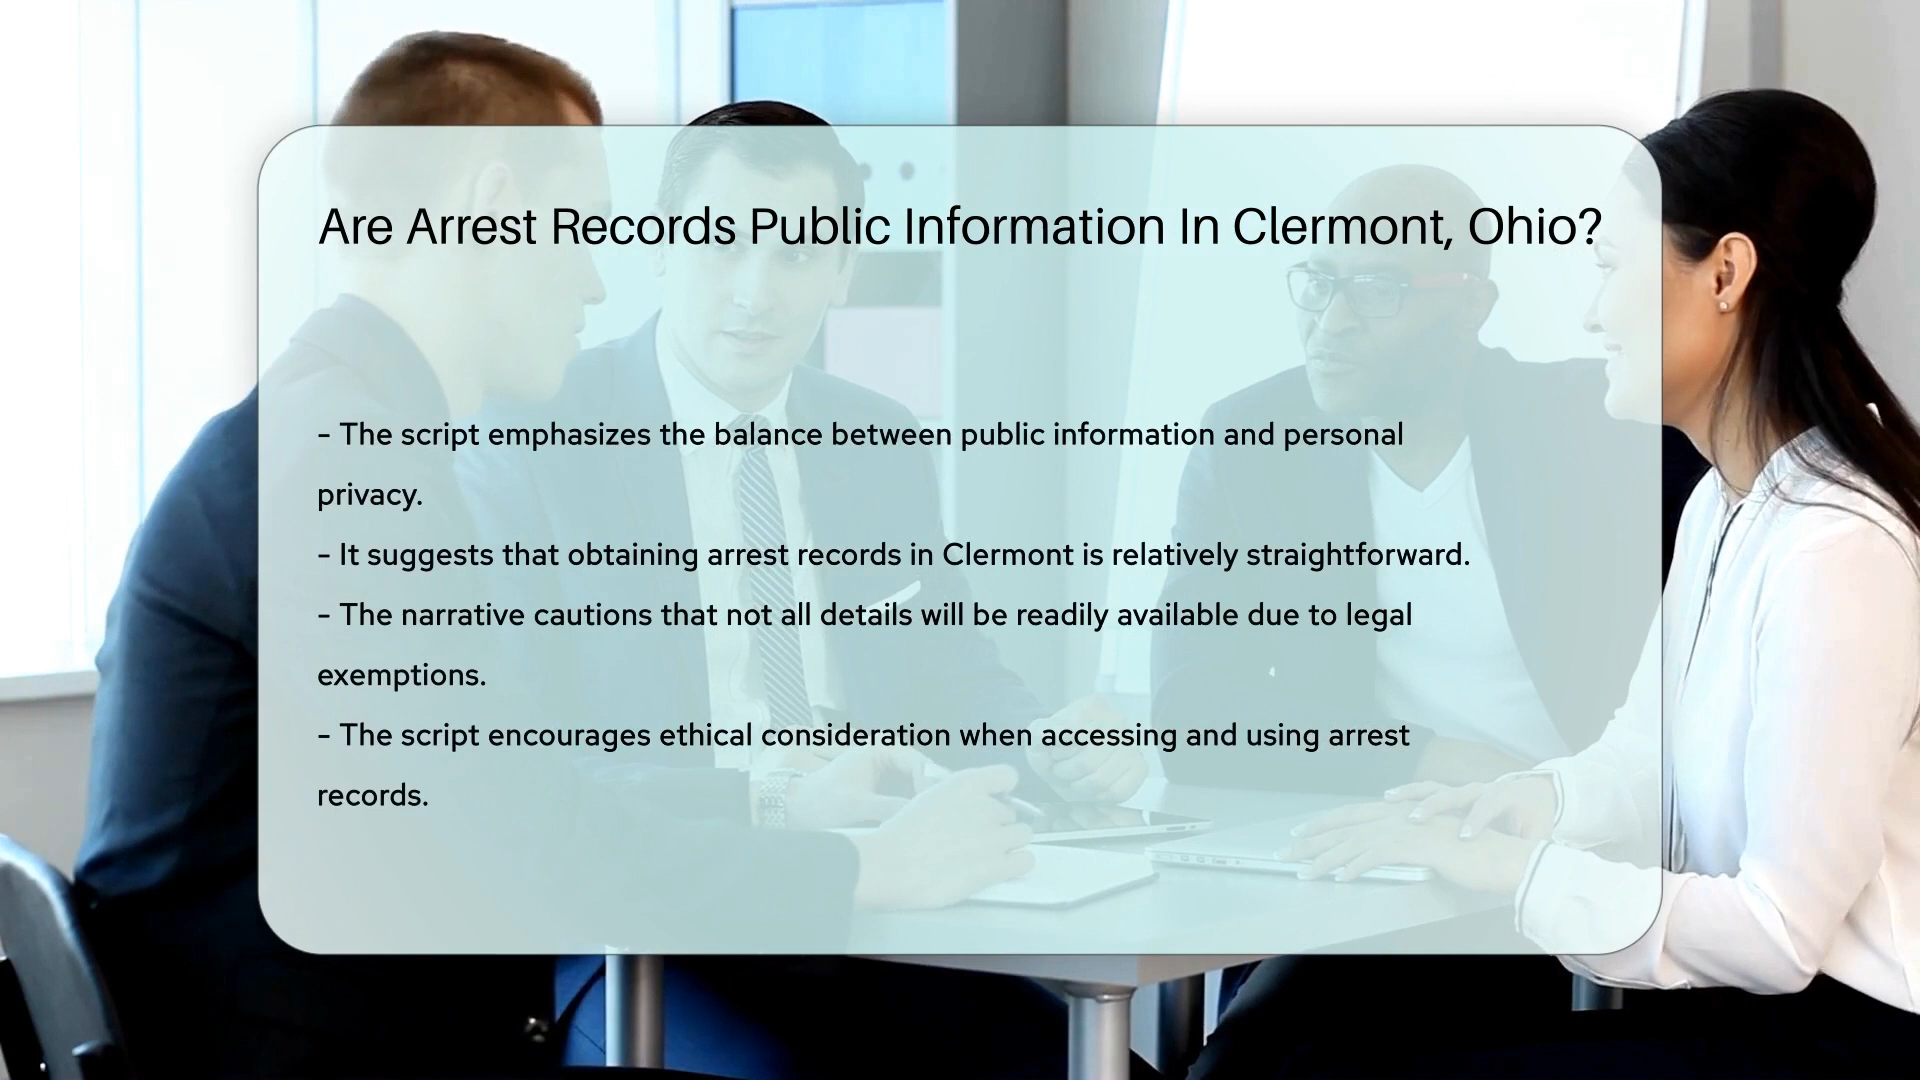 Are Arrest Records Public Information In Clermont, Ohio?
- The script emphasizes the balance between public information and personal
privacy.
- It suggests that obtaining arrest records in Clermont is relatively straightforward.
- The narrative cautions that not all details will be readily available due to legal
exemptions.
- The script encourages ethical consideration when accessing and using arrest
records.